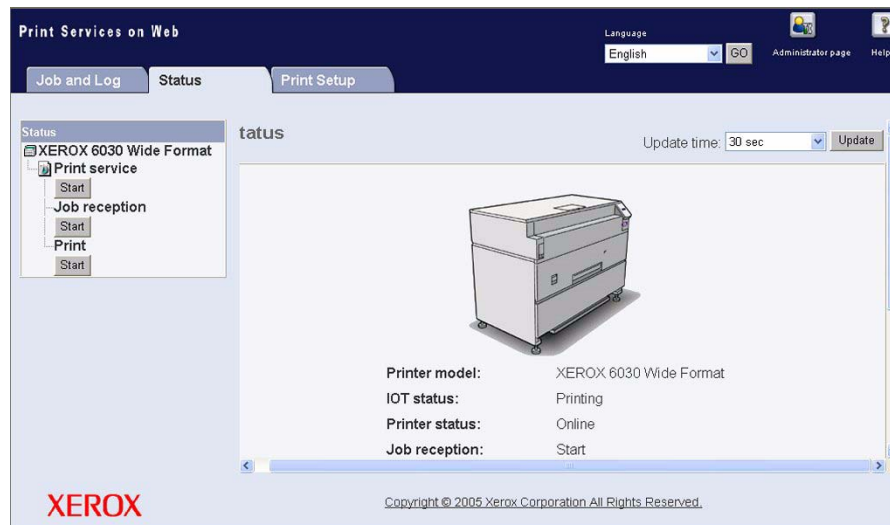 Print Services on Web
Language
English
GO
Administrator page
Help
Job and Log
Status
Print Setup
Status
XEROX 6030 Wide Format
Print service
Start
Job reception
Start
Print
Start
tatus
Update time: 30 sec
Update
Printer model: XEROX 6030 Wide Format
IOT status: Printing
Printer status: Online
Job reception: Start
XEROX
Copyright © 2005 Xerox Corporation All Rights Reserved.